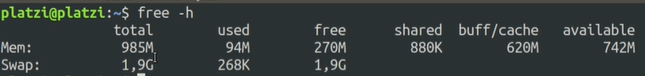 platzi@platzi:~$ free -h
total used free shared buff/cache available
Mem: 985M 94M 270M 880K 620M 742M
Swap: 1,9G 268K 1,9G